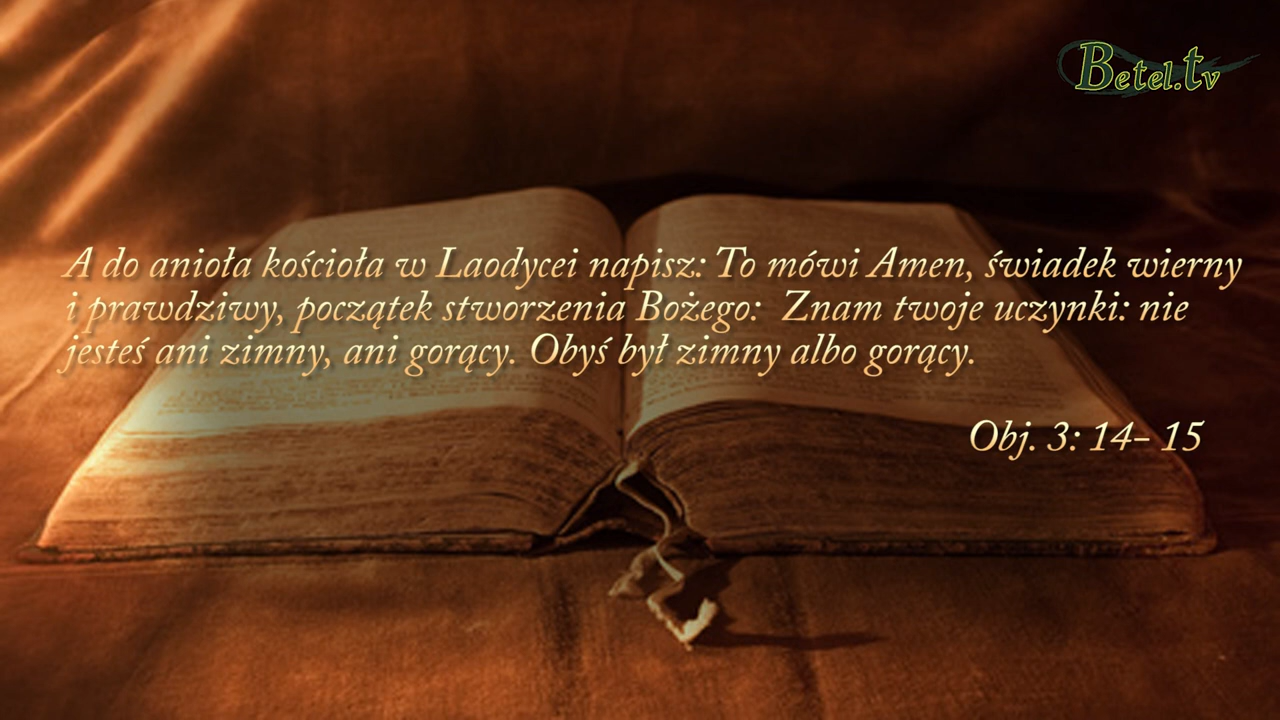 Betel.tv
A do anioła kościoła w Laodycei napisz: To mówi Amen, świadek wierny
i prawdziwy, początek stworzenia Bożego: Znam twoje uczynki: nie
jesteś ani zimny, ani gorący. Obyś był zimny albo gorący.
Obj. 3: 14- 15